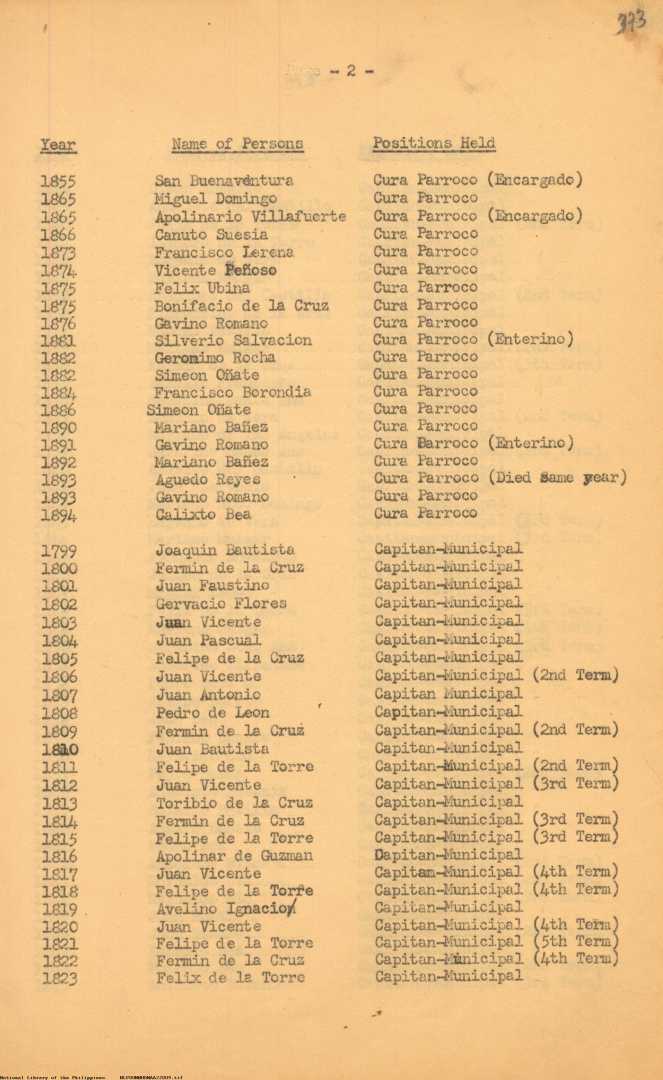 373
- 2 -
Year Name of Persons Positions Held
1855 San Buenaventura Cura Parroco (Encargado)
1865 Miguel Domingo Cura Parroco
1865 Apolinario Villafuerte Cura Parroco (Encargado)
1866 Canuto Suesia Cura Parroco
1873 Francisco Lerena Cura Parroco
1874 Vicente Peñoso Cura Parroco
1875 Felix Ubina Cura Parroco
1875 Bonifacio de la Cruz Cura Parroco
1876 Gavino Romano Cura Parroco
1881 Silverio Salvacion Cura Parroco (Enterino)
1882 Geronimo Rocha Cura Parroco
1882 Simeon Oñate Cura Parroco
1884 Francisco Borondia Cura Parroco
1886 Simeon Oñate Cura Parroco
1890 Mariano Bañez Cura Parroco
1891 Gavino Romano Cura Parroco (Enterino)
1892 Mariano Bañez Cura Parroco
1893 Aguedo Reyes Cura Parroco (Died Same year)
1893 Gavino Romano Cura Parroco
1894 Calixto Bea Cura Parroco
1799 Joaquin Bautista Capitan-Municipal
1800 Fermin de la Cruz Capitan-Municipal
1801 Juan Faustino Capitan-Municipal
1802 Gervacio Flores Capitan-Municipal
1803 Juan Vicente Capitan-Municipal
1804 Juan Pascual Capitan-Municipal
1805 Felipe de la Cruz Capitan-Municipal
1806 Juan Vicente Capitan-Municipal (2nd Term)
1807 Juan Antonio Capitan Municipal
1808 Pedro de Leon Capitan-Municipal
1809 Fermin de la Cruz Capitan-Municipal (2nd Term)
1810 Juan Bautista Capitan-Municipal
1811 Felipe de la Torre Capitan-Municipal (2nd Term)
1812 Juan Vicente Capitan-Municipal (3rd Term)
1813 Toribio de la Cruz Capitan-Municipal
1814 Fermin de la Cruz Capitan-Municipal (3rd Term)
1815 Felipe de la Torre Capitan-Municipal (3rd Term)
1816 Apolinar de Guzman Capitan-Municipal
1817 Juan Vicente Capitan-Municipal (4th Term)
1818 Felipe de la Torre Capitan-Municipal (4th Term)
1819 Avelino Ignacio Capitan-Municipal
1820 Juan Vicente Capitan-Municipal (4th Term)
1821 Felipe de la Torre Capitan-Municipal (5th Term)
1822 Fermin de la Cruz Capitan-Municipal (4th Term)
1823 Felix de la Torre Capitan-Municipal
National Library of the Philippines